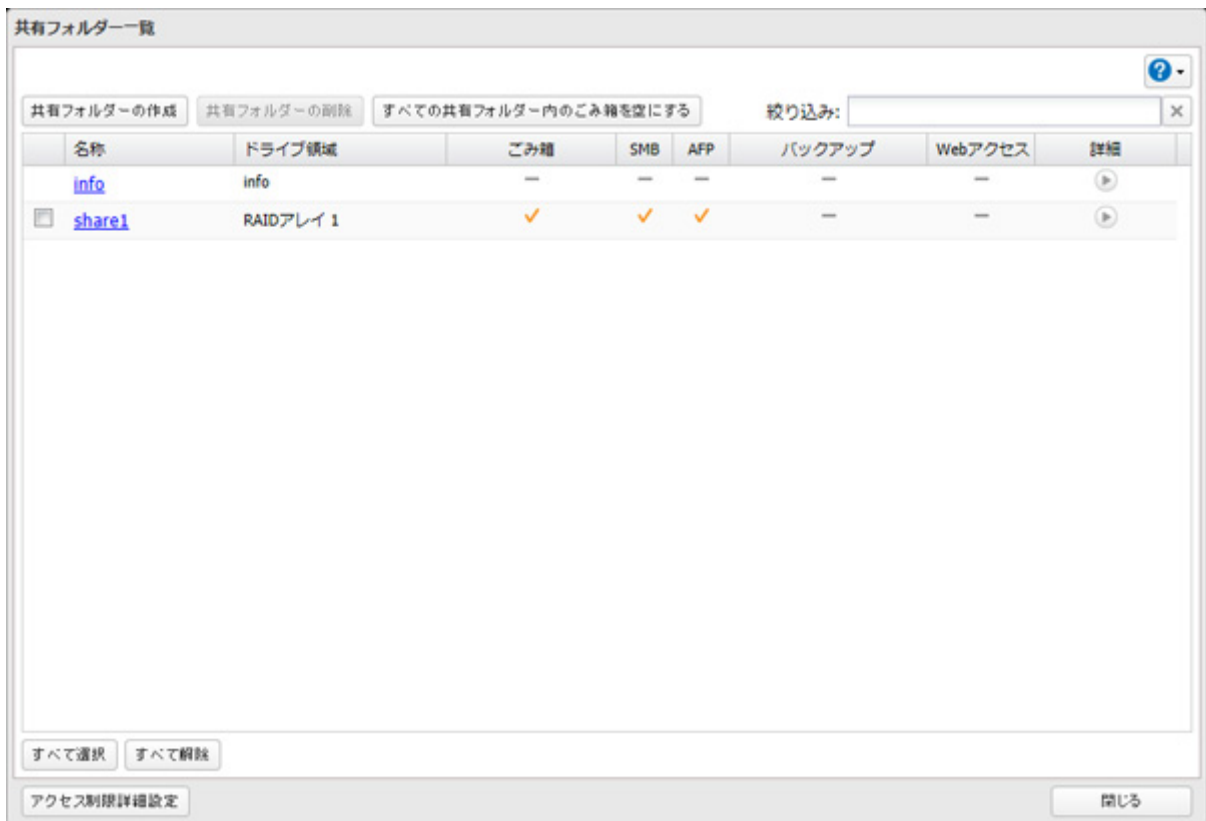 共有フォルダー一覧
共有フォルダーの作成 共有フォルダーの削除 すべての共有フォルダー内のごみ箱を空にする 絞り込み:
名称 ドライブ領域 ごみ箱 SMB AFP バックアップ Webアクセス 詳細
info info
share1 RAIDアレイ 1
すべて選択 すべて解除
アクセス制限詳細設定 閉じる